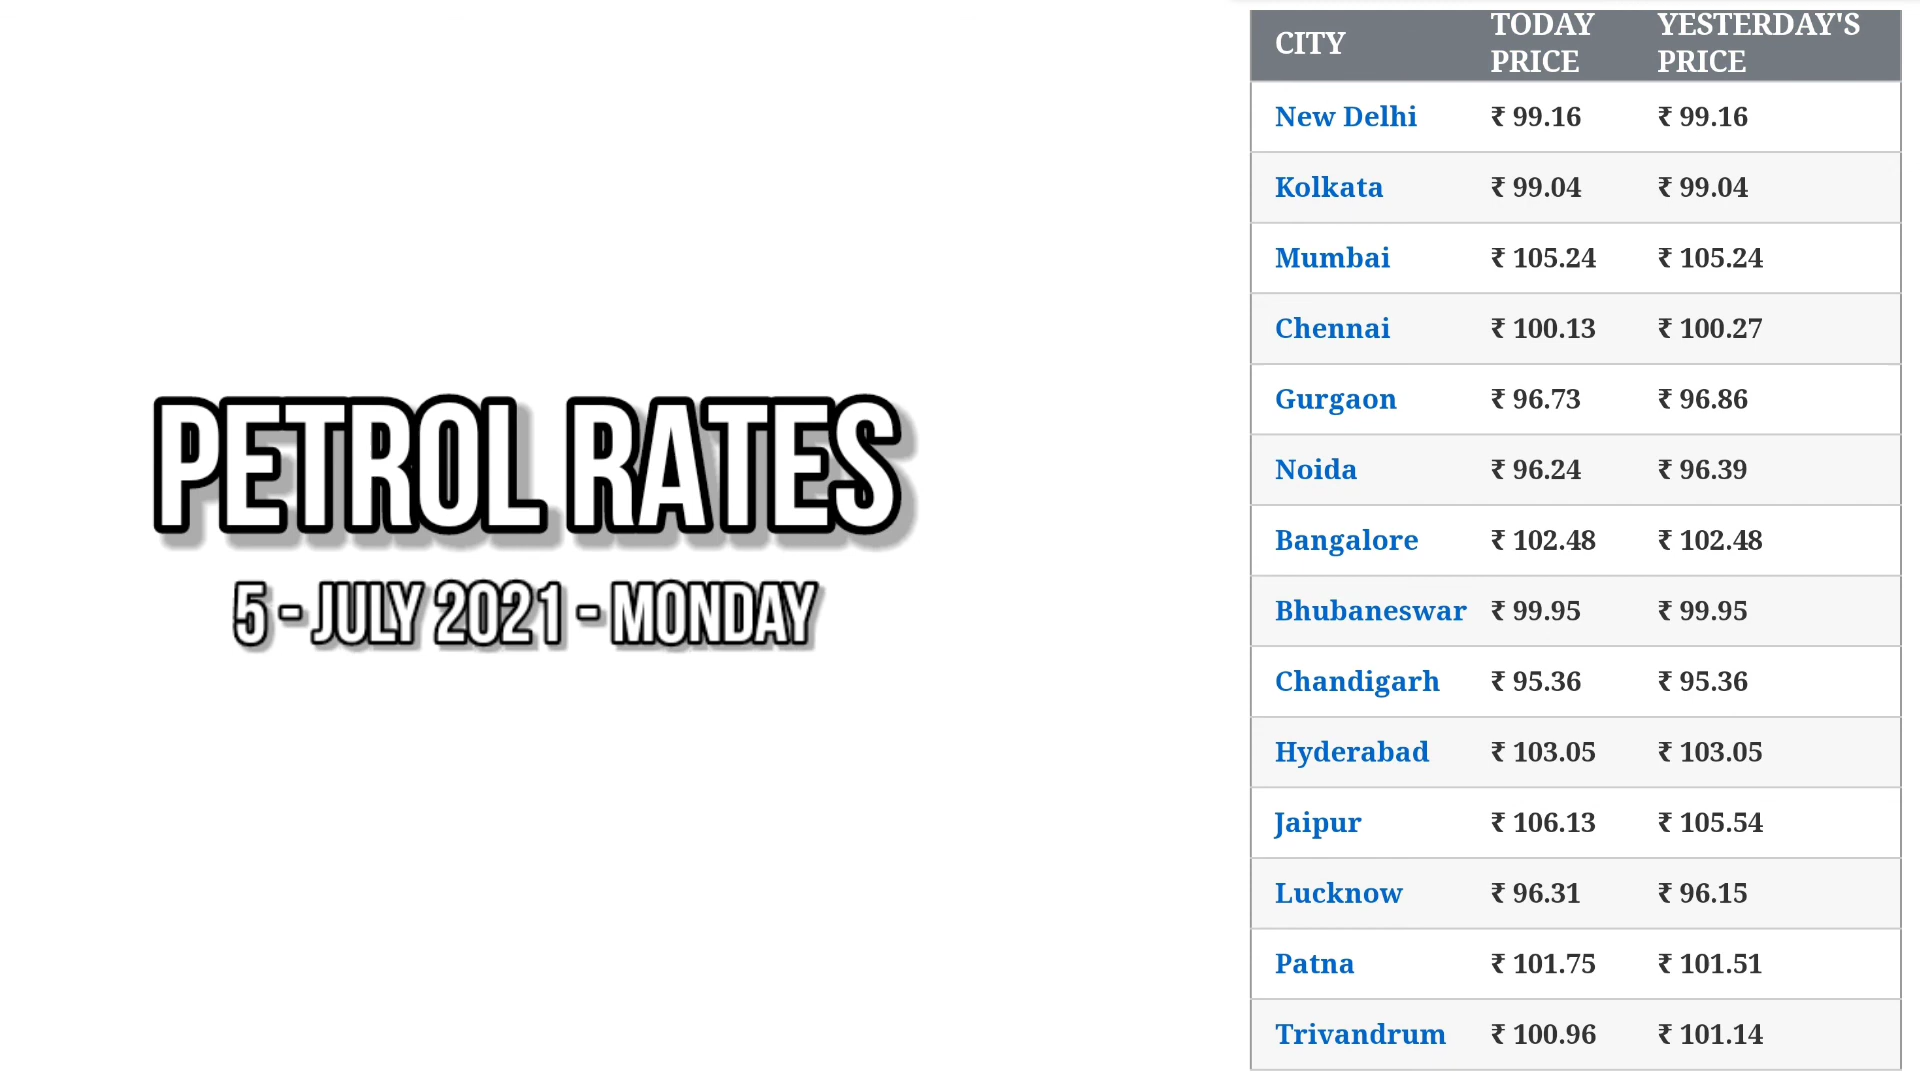 PETROL RATES
5 - JULY 2021 - MONDAY
CITY TODAY PRICE YESTERDAY'S PRICE
New Delhi ₹ 99.16 ₹ 99.16
Kolkata ₹ 99.04 ₹ 99.04
Mumbai ₹ 105.24 ₹ 105.24
Chennai ₹ 100.13 ₹ 100.27
Gurgaon ₹ 96.73 ₹ 96.86
Noida ₹ 96.24 ₹ 96.39
Bangalore ₹ 102.48 ₹ 102.48
Bhubaneswar ₹ 99.95 ₹ 99.95
Chandigarh ₹ 95.36 ₹ 95.36
Hyderabad ₹ 103.05 ₹ 103.05
Jaipur ₹ 106.13 ₹ 105.54
Lucknow ₹ 96.31 ₹ 96.15
Patna ₹ 101.75 ₹ 101.51
Trivandrum ₹ 100.96 ₹ 101.14